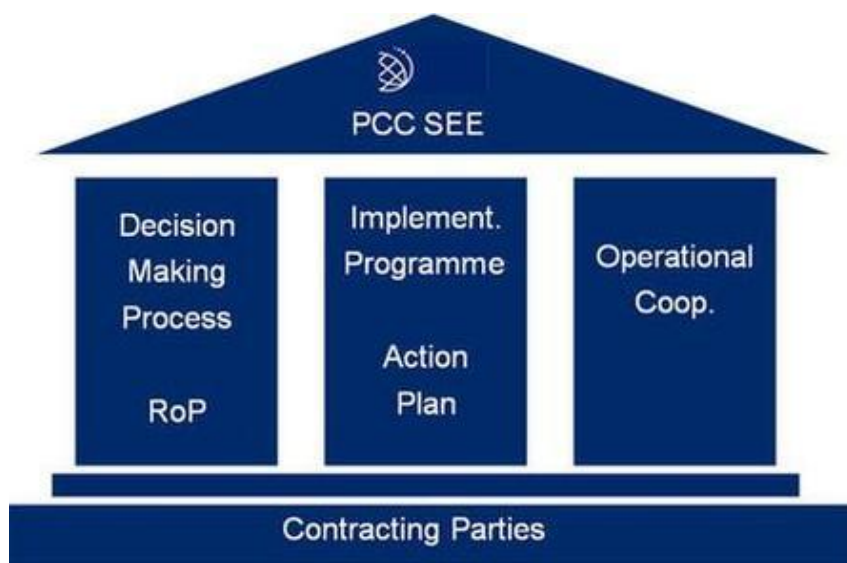 PCC SEE
Decision
Making
Process
RoP
Implement.
Programme
Action
Plan
Operational
Coop.
Contracting Parties